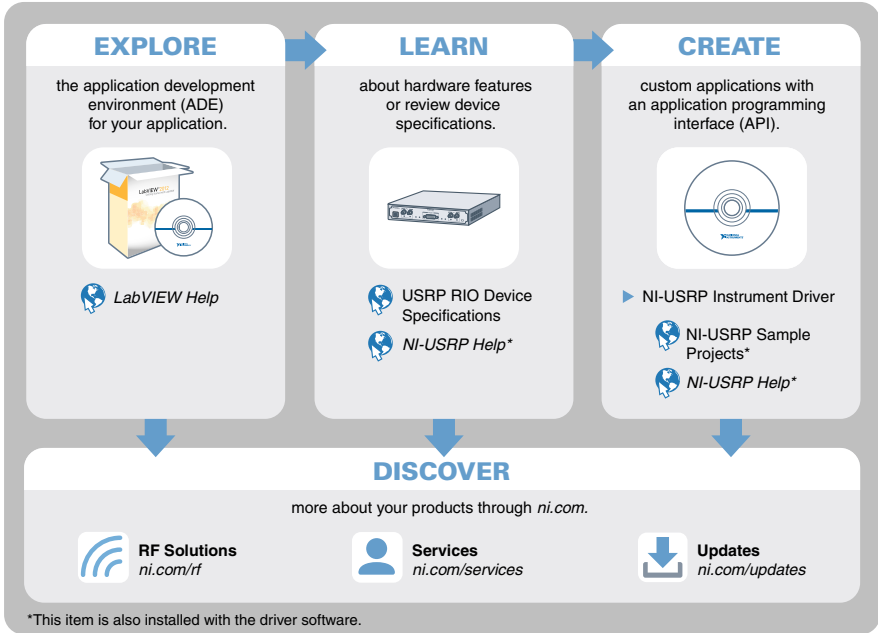 EXPLORE
the application development
environment (ADE)
for your application.
LabVIEW
LabVIEW Help
LEARN
about hardware features
or review device
specifications.
USRP RIO Device
Specifications
NI-USRP Help*
CREATE
custom applications with
an application programming
interface (API).
NI-USRP Instrument Driver
NI-USRP Sample
Projects*
NI-USRP Help*
DISCOVER
more about your products through ni.com.
RF Solutions
ni.com/rf
Services
ni.com/services
Updates
ni.com/updates
*This item is also installed with the driver software.